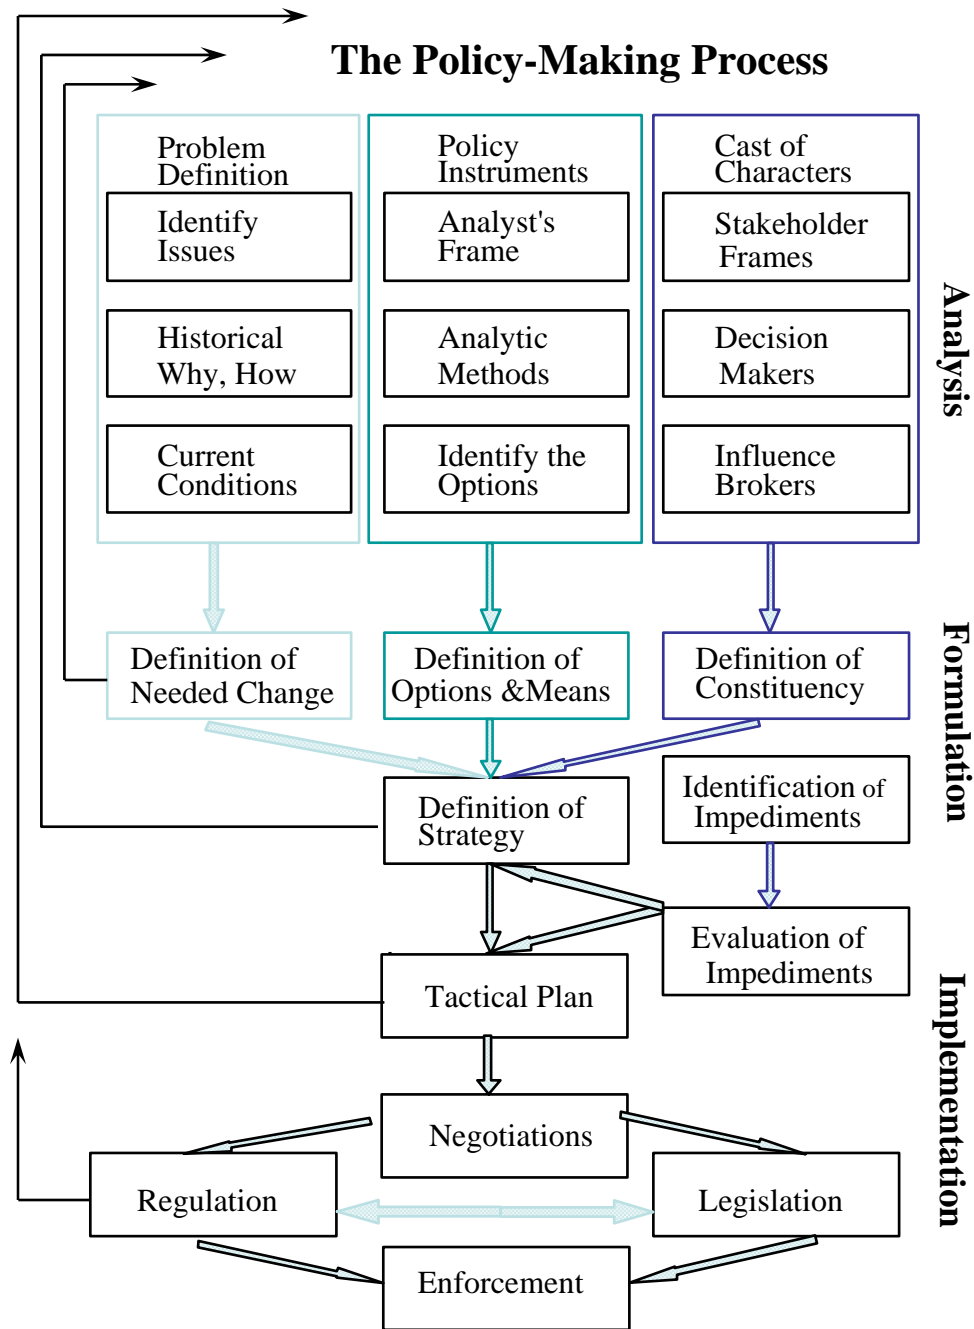 The Policy-Making Process
Problem
Definition
Identify
Issues
Historical
Why, How
Current
Conditions
Policy
Instruments
Analyst's
Frame
Analytic
Methods
Identify the
Options
Cast of
Characters
Stakeholder
Frames
Decision
Makers
Influence
Brokers
Analysis
Definition of
Needed Change
Definition of
Options &Means
Definition of
Constituency
Formulation
Definition of
Strategy
Identification of
Impediments
Evaluation of
Impediments
Tactical Plan
Implementation
Negotiations
Regulation
Legislation
Enforcement